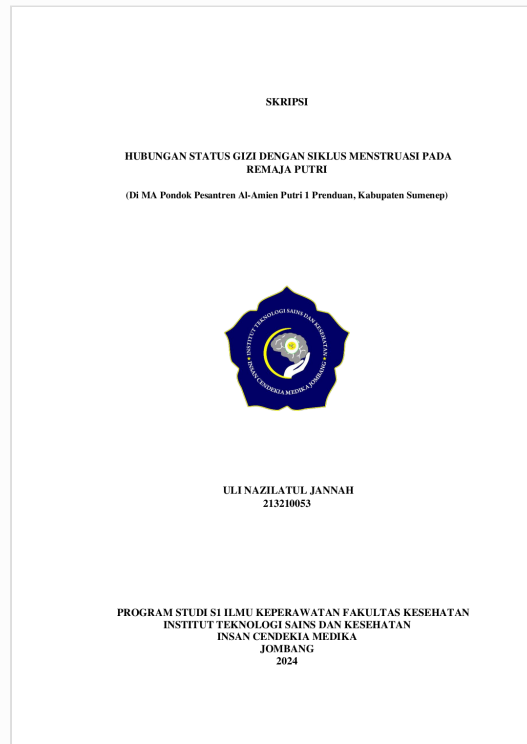 SKRIPSI
HUBUNGAN STATUS GIZI DENGAN SIKLUS MENSTRUASI PADA
REMAJA PUTRI
(Di MA Pondok Pesantren Al-Amien Putri 1 Prenduan, Kabupaten Sumenep)
INSTITUT TEKNOLOGI SAINS DAN KESEHATAN
INSAN CENDEKIA MEDIKA JOMBANG
ULI NAZILATUL JANNAH
213210053
PROGRAM STUDI S1 ILMU KEPERAWATAN FAKULTAS KESEHATAN
INSTITUT TEKNOLOGI SAINS DAN KESEHATAN
INSAN CENDEKIA MEDIKA
JOMBANG
2024